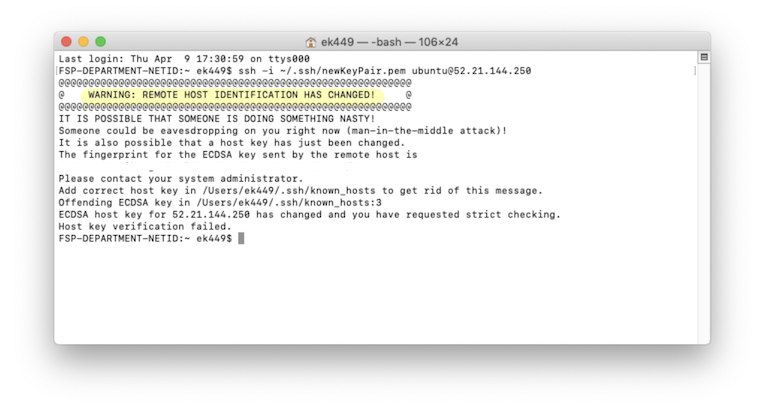 ek449 — -bash — 106×24
Last login: Thu Apr  9 17:30:59 on ttys000
[FSP-DEPARTMENT-NETID:~ ek449$ ssh -i ~/.ssh/newKeyPair.pem ubuntu@52.21.144.250 ]
@@@@@@@@@@@@@@@@@@@@@@@@@@@@@@@@@@@@@@@@@@@@@@@@@@@@@@@@@@@
@    WARNING: REMOTE HOST IDENTIFICATION HAS CHANGED!     @
@@@@@@@@@@@@@@@@@@@@@@@@@@@@@@@@@@@@@@@@@@@@@@@@@@@@@@@@@@@
IT IS POSSIBLE THAT SOMEONE IS DOING SOMETHING NASTY!
Someone could be eavesdropping on you right now (man-in-the-middle attack)!
It is also possible that a host key has just been changed.
The fingerprint for the ECDSA key sent by the remote host is
Please contact your system administrator.
Add correct host key in /Users/ek449/.ssh/known_hosts to get rid of this message.
Offending ECDSA key in /Users/ek449/.ssh/known_hosts:3
ECDSA host key for 52.21.144.250 has changed and you have requested strict checking.
Host key verification failed.
FSP-DEPARTMENT-NETID:~ ek449$